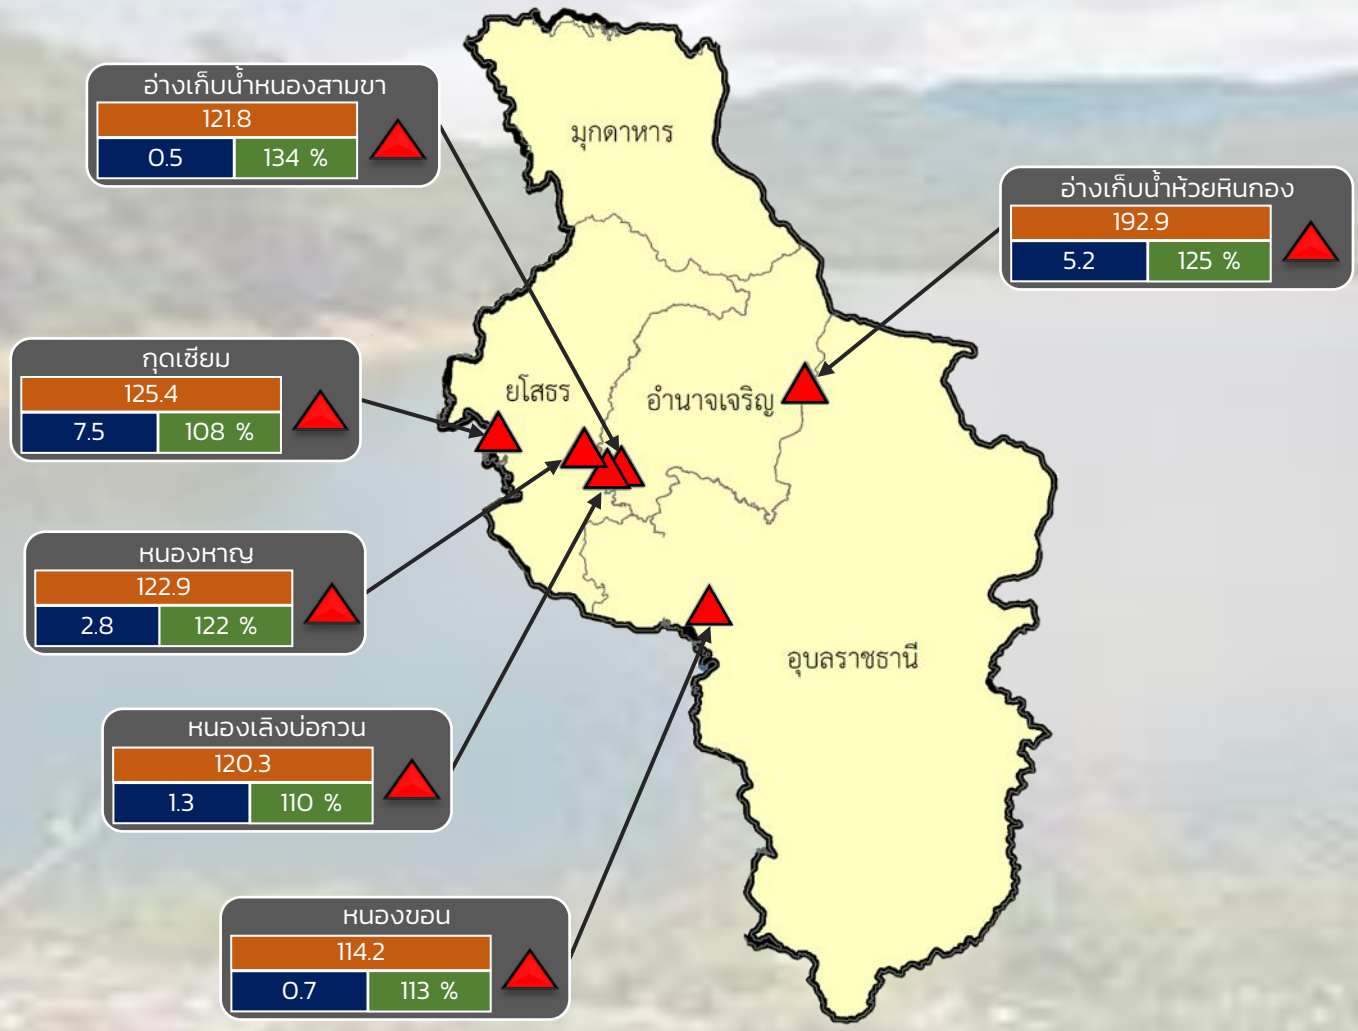 อ่างเก็บน้ำหนองสามขา
121.8
0.5 134 %
มุกดาหาร
อ่างเก็บน้ำห้วยหินกอง
192.9
5.2 125 %
กุดเซียม
125.4
7.5 108 %
ยโสธร
อำนาจเจริญ
หนองหาญ
122.9
2.8 122 %
อุบลราชธานี
หนองเลิงบ่อกวน
120.3
1.3 110 %
หนองขอน
114.2
0.7 113 %